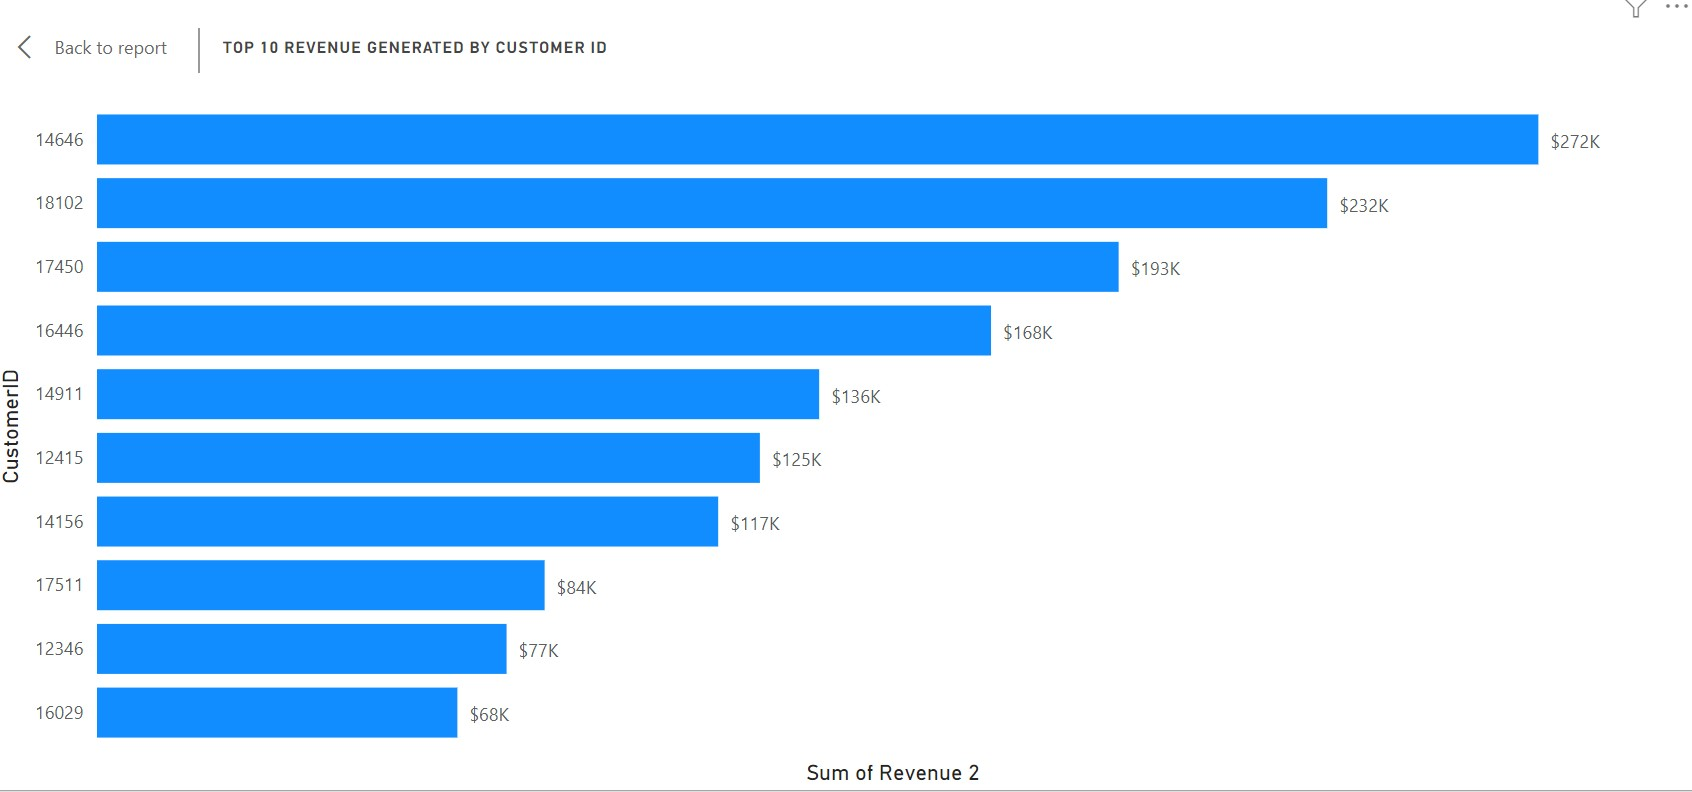 Back to report
TOP 10 REVENUE GENERATED BY CUSTOMER ID
CustomerID
14646 $272K
18102 $232K
17450 $193K
16446 $168K
14911 $136K
12415 $125K
14156 $117K
17511 $84K
12346 $77K
16029 $68K
Sum of Revenue 2